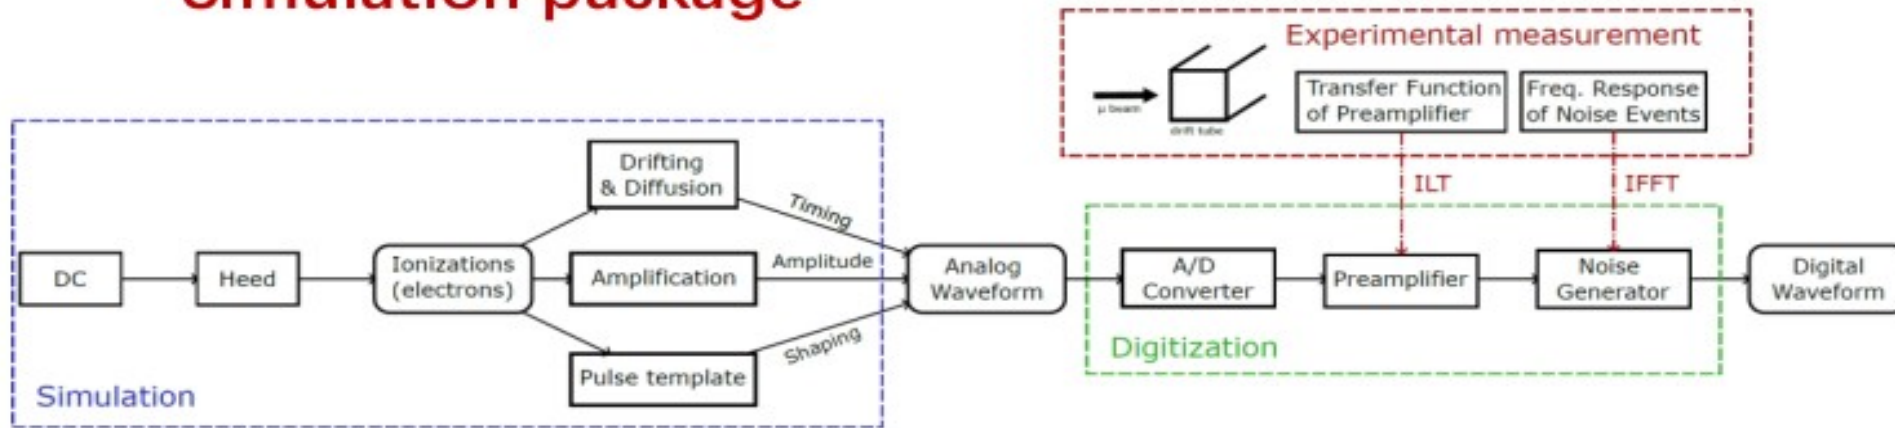 Simulation package
Experimental measurement
μ beam
drift tube
Transfer Function
of Preamplifier
Freq. Response
of Noise Events
ILT
IFFT
Drifting
& Diffusion
Timing
DC
Heed
Ionizations
(electrons)
Amplification
Amplitude
Analog
Waveform
A/D
Converter
Preamplifier
Noise
Generator
Digital
Waveform
Pulse template
Shaping
Simulation
Digitization